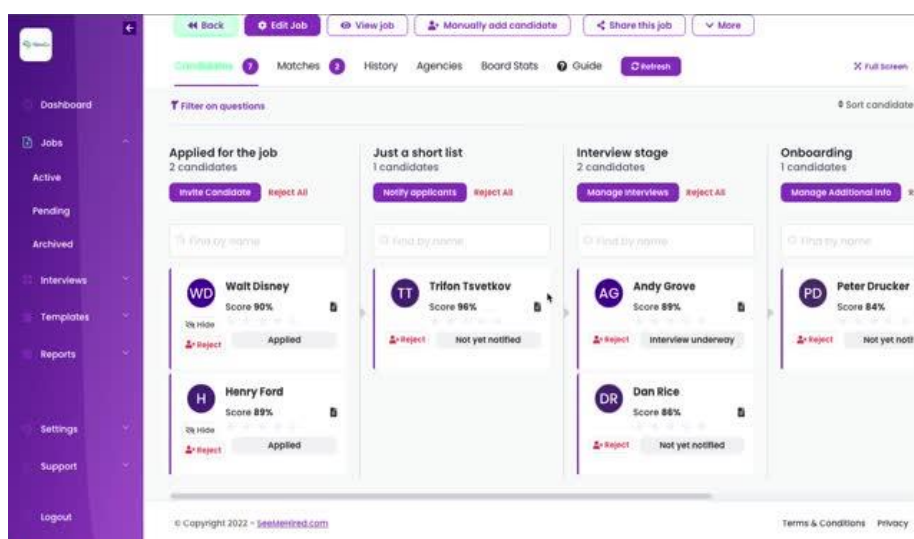 Back Edit Job View job Manually add candidate Share this job More
Candidates 7 Matches 2 History Agencies Board Stats Guide Refresh Full Screen
Dashboard
Jobs
Active
Pending
Archived
Interviews
Templates
Reports
Settings
Support
Logout
Filter on questions
Sort candidate
Applied for the job
2 candidates
Invite Candidate Reject All
Find by name
WD Walt Disney
Score 90%
Hide
Reject Applied
H Henry Ford
Score 89%
Hide
Reject Applied
Just a short list
1 candidates
Notify applicants Reject All
Find by name
TT Trifon Tsvetkov
Score 96%
Reject Not yet notified
Interview stage
2 candidates
Manage Interviews Reject All
Find by name
AG Andy Grove
Score 89%
Reject Interview underway
DR Dan Rice
Score 86%
Reject Not yet notified
Onboarding
1 candidates
Manage Additional Info
Find by name
PD Peter Drucker
Score 84%
Reject Not yet noti
© Copyright 2022 - SeeMeHired.com
Terms & Conditions Privacy